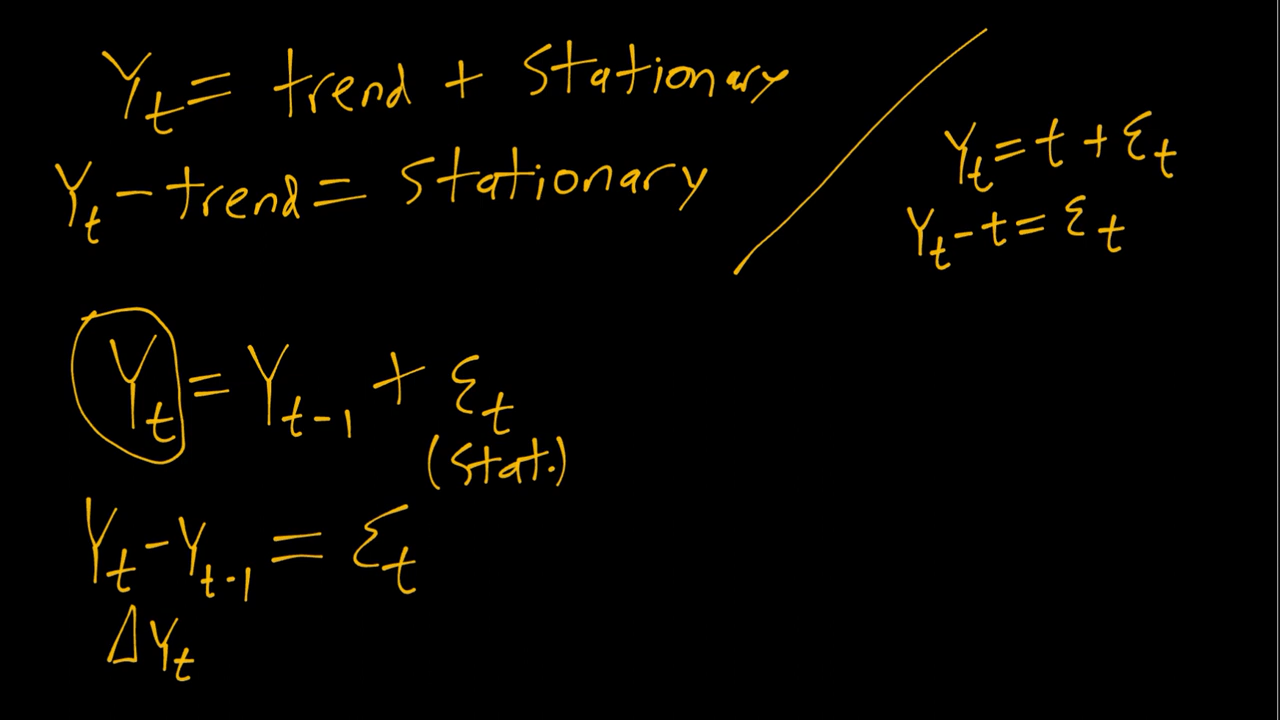 Yt = trend + Stationary
Yt - trend = Stationary
Yt = t + εt
Yt - t = εt
Yt = Yt-1 + εt
(Stat.)
Yt - Yt-1 = εt
ΔYt